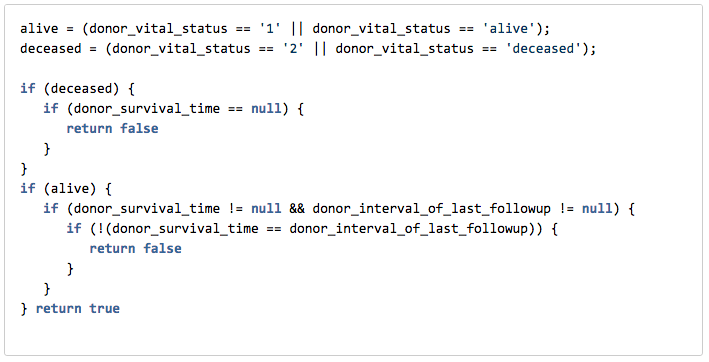 alive = (donor_vital_status == '1' || donor_vital_status == 'alive');
deceased = (donor_vital_status == '2' || donor_vital_status == 'deceased');

if (deceased) {
   if (donor_survival_time == null) {
      return false
   }
}
if (alive) {
   if (donor_survival_time != null && donor_interval_of_last_followup != null) {
      if (!(donor_survival_time == donor_interval_of_last_followup)) {
         return false
      }
   }
} return true